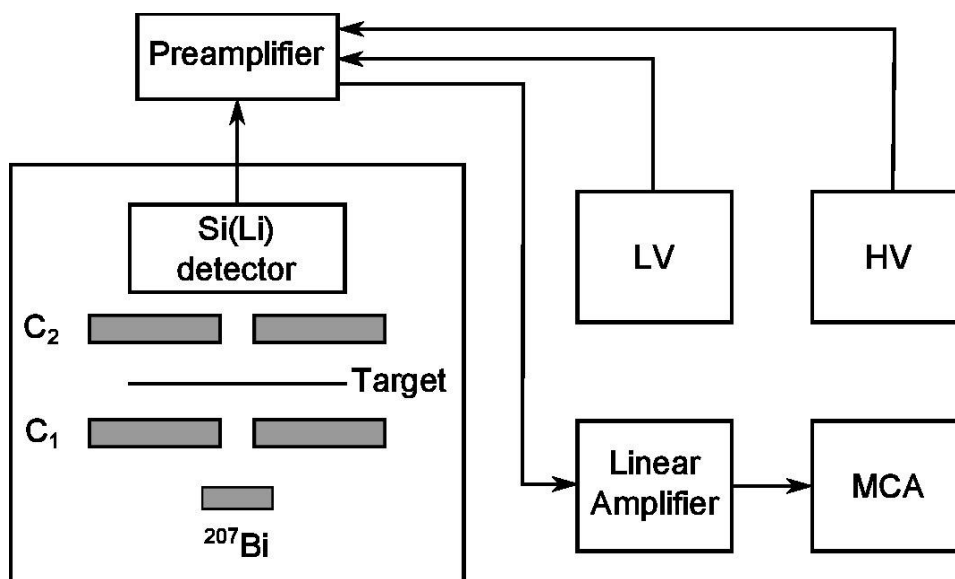 Preamplifier
Si(Li)
detector
LV
HV
C₂
Target
C₁
Linear
Amplifier
MCA
²⁰⁷Bi